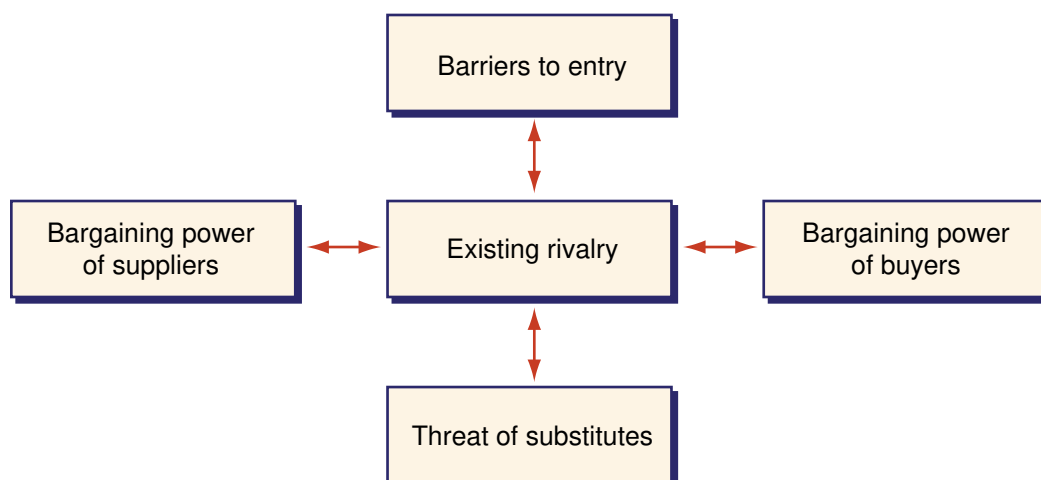 Barriers to entry
Bargaining power
of suppliers
Existing rivalry
Bargaining power
of buyers
Threat of substitutes